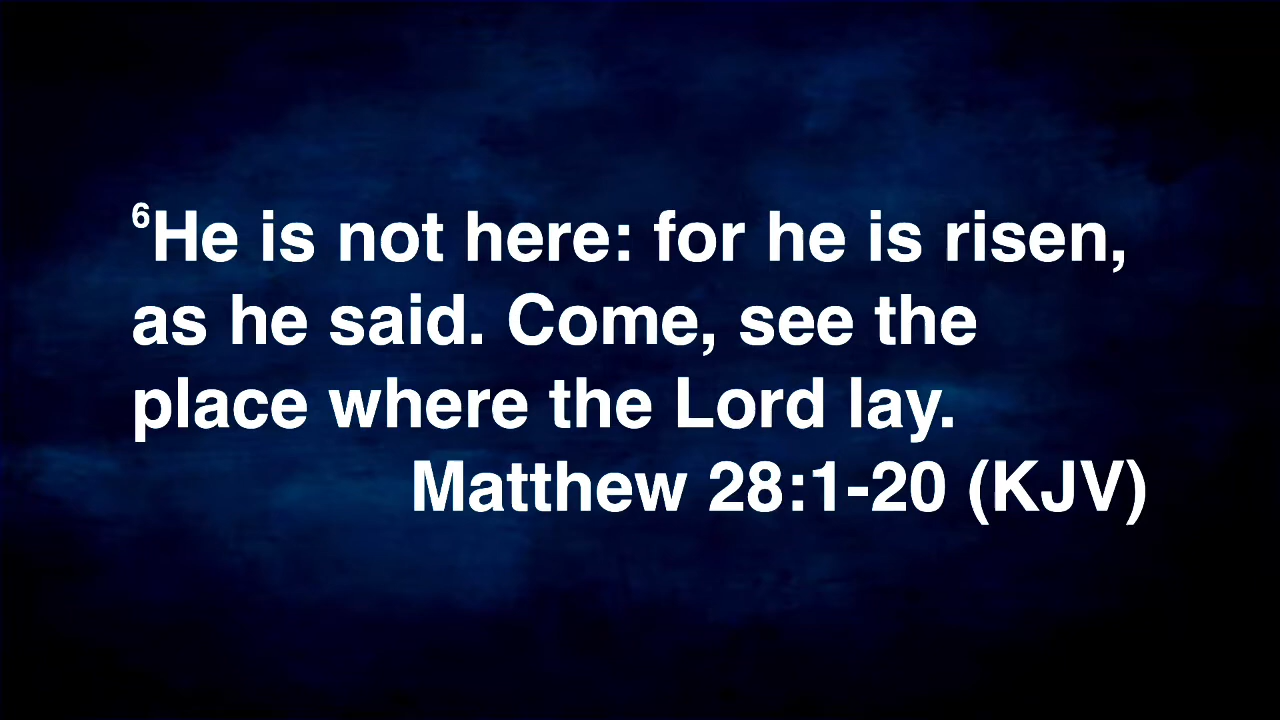 ⁶He is not here: for he is risen,
as he said. Come, see the
place where the Lord lay.
Matthew 28:1-20 (KJV)